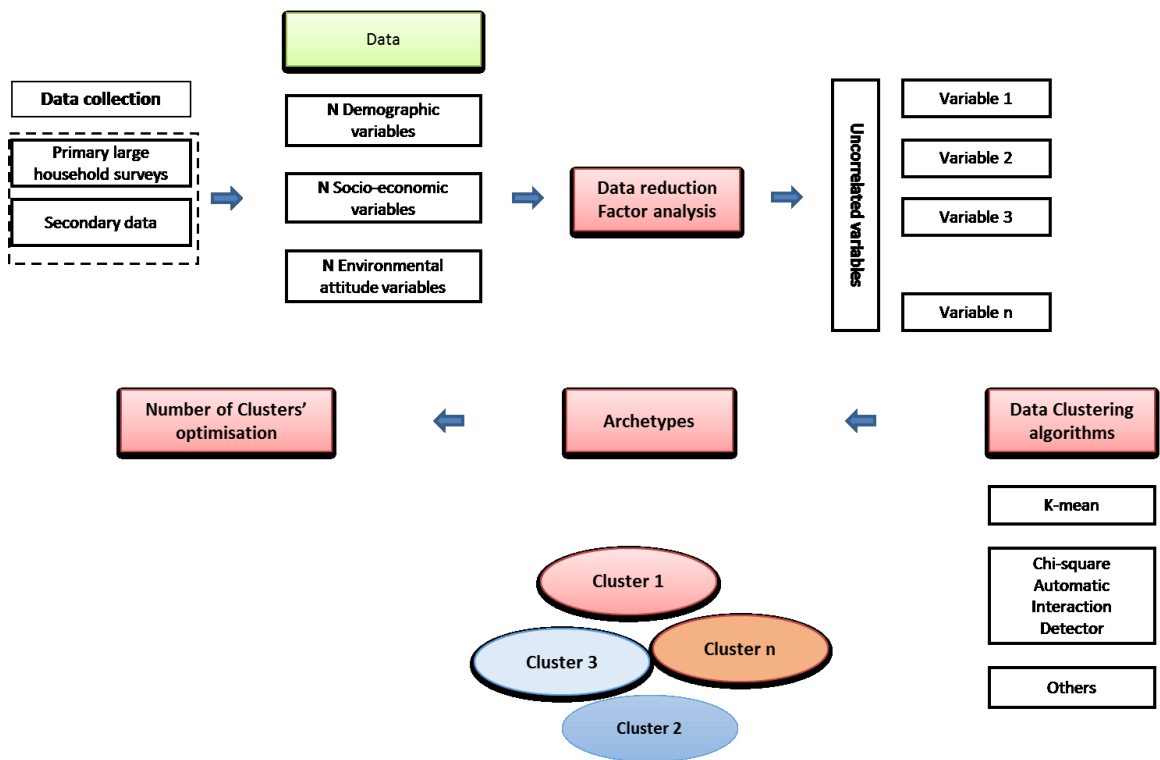 Data
Data collection
Primary large
household surveys
Secondary data
N Demographic
variables
N Socio-economic
variables
N Environmental
attitude variables
Data reduction
Factor analysis
Uncorrelated variables
Variable 1
Variable 2
Variable 3
Variable n
Number of Clusters'
optimisation
Archetypes
Data Clustering
algorithms
K-mean
Chi-square
Automatic
Interaction
Detector
Others
Cluster 1
Cluster n
Cluster 3
Cluster 2